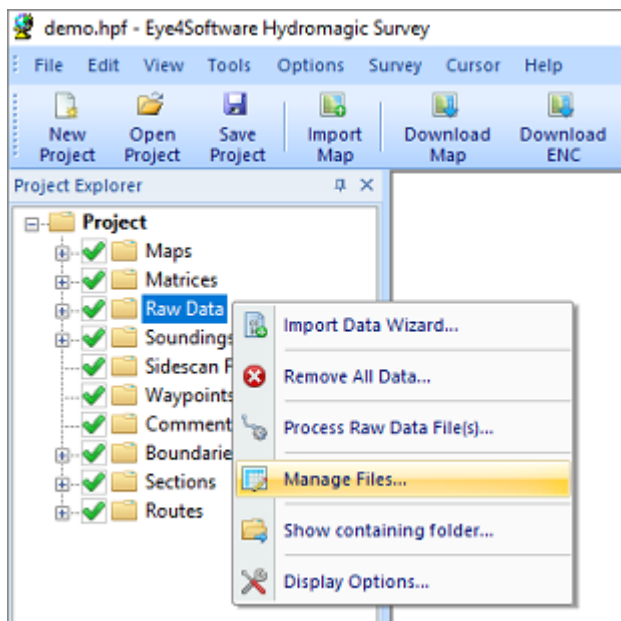 demo.hpf - Eye4Software Hydromagic Survey
File Edit View Tools Options Survey Cursor Help
New Project
Open Project
Save Project
Import Map
Download Map
Download ENC
Project Explorer
Project
Maps
Matrices
Raw Data
Soundings
Sidescan F
Waypoints
Comment
Boundarie
Sections
Routes
Import Data Wizard...
Remove All Data...
Process Raw Data File(s)...
Manage Files...
Show containing folder...
Display Options...